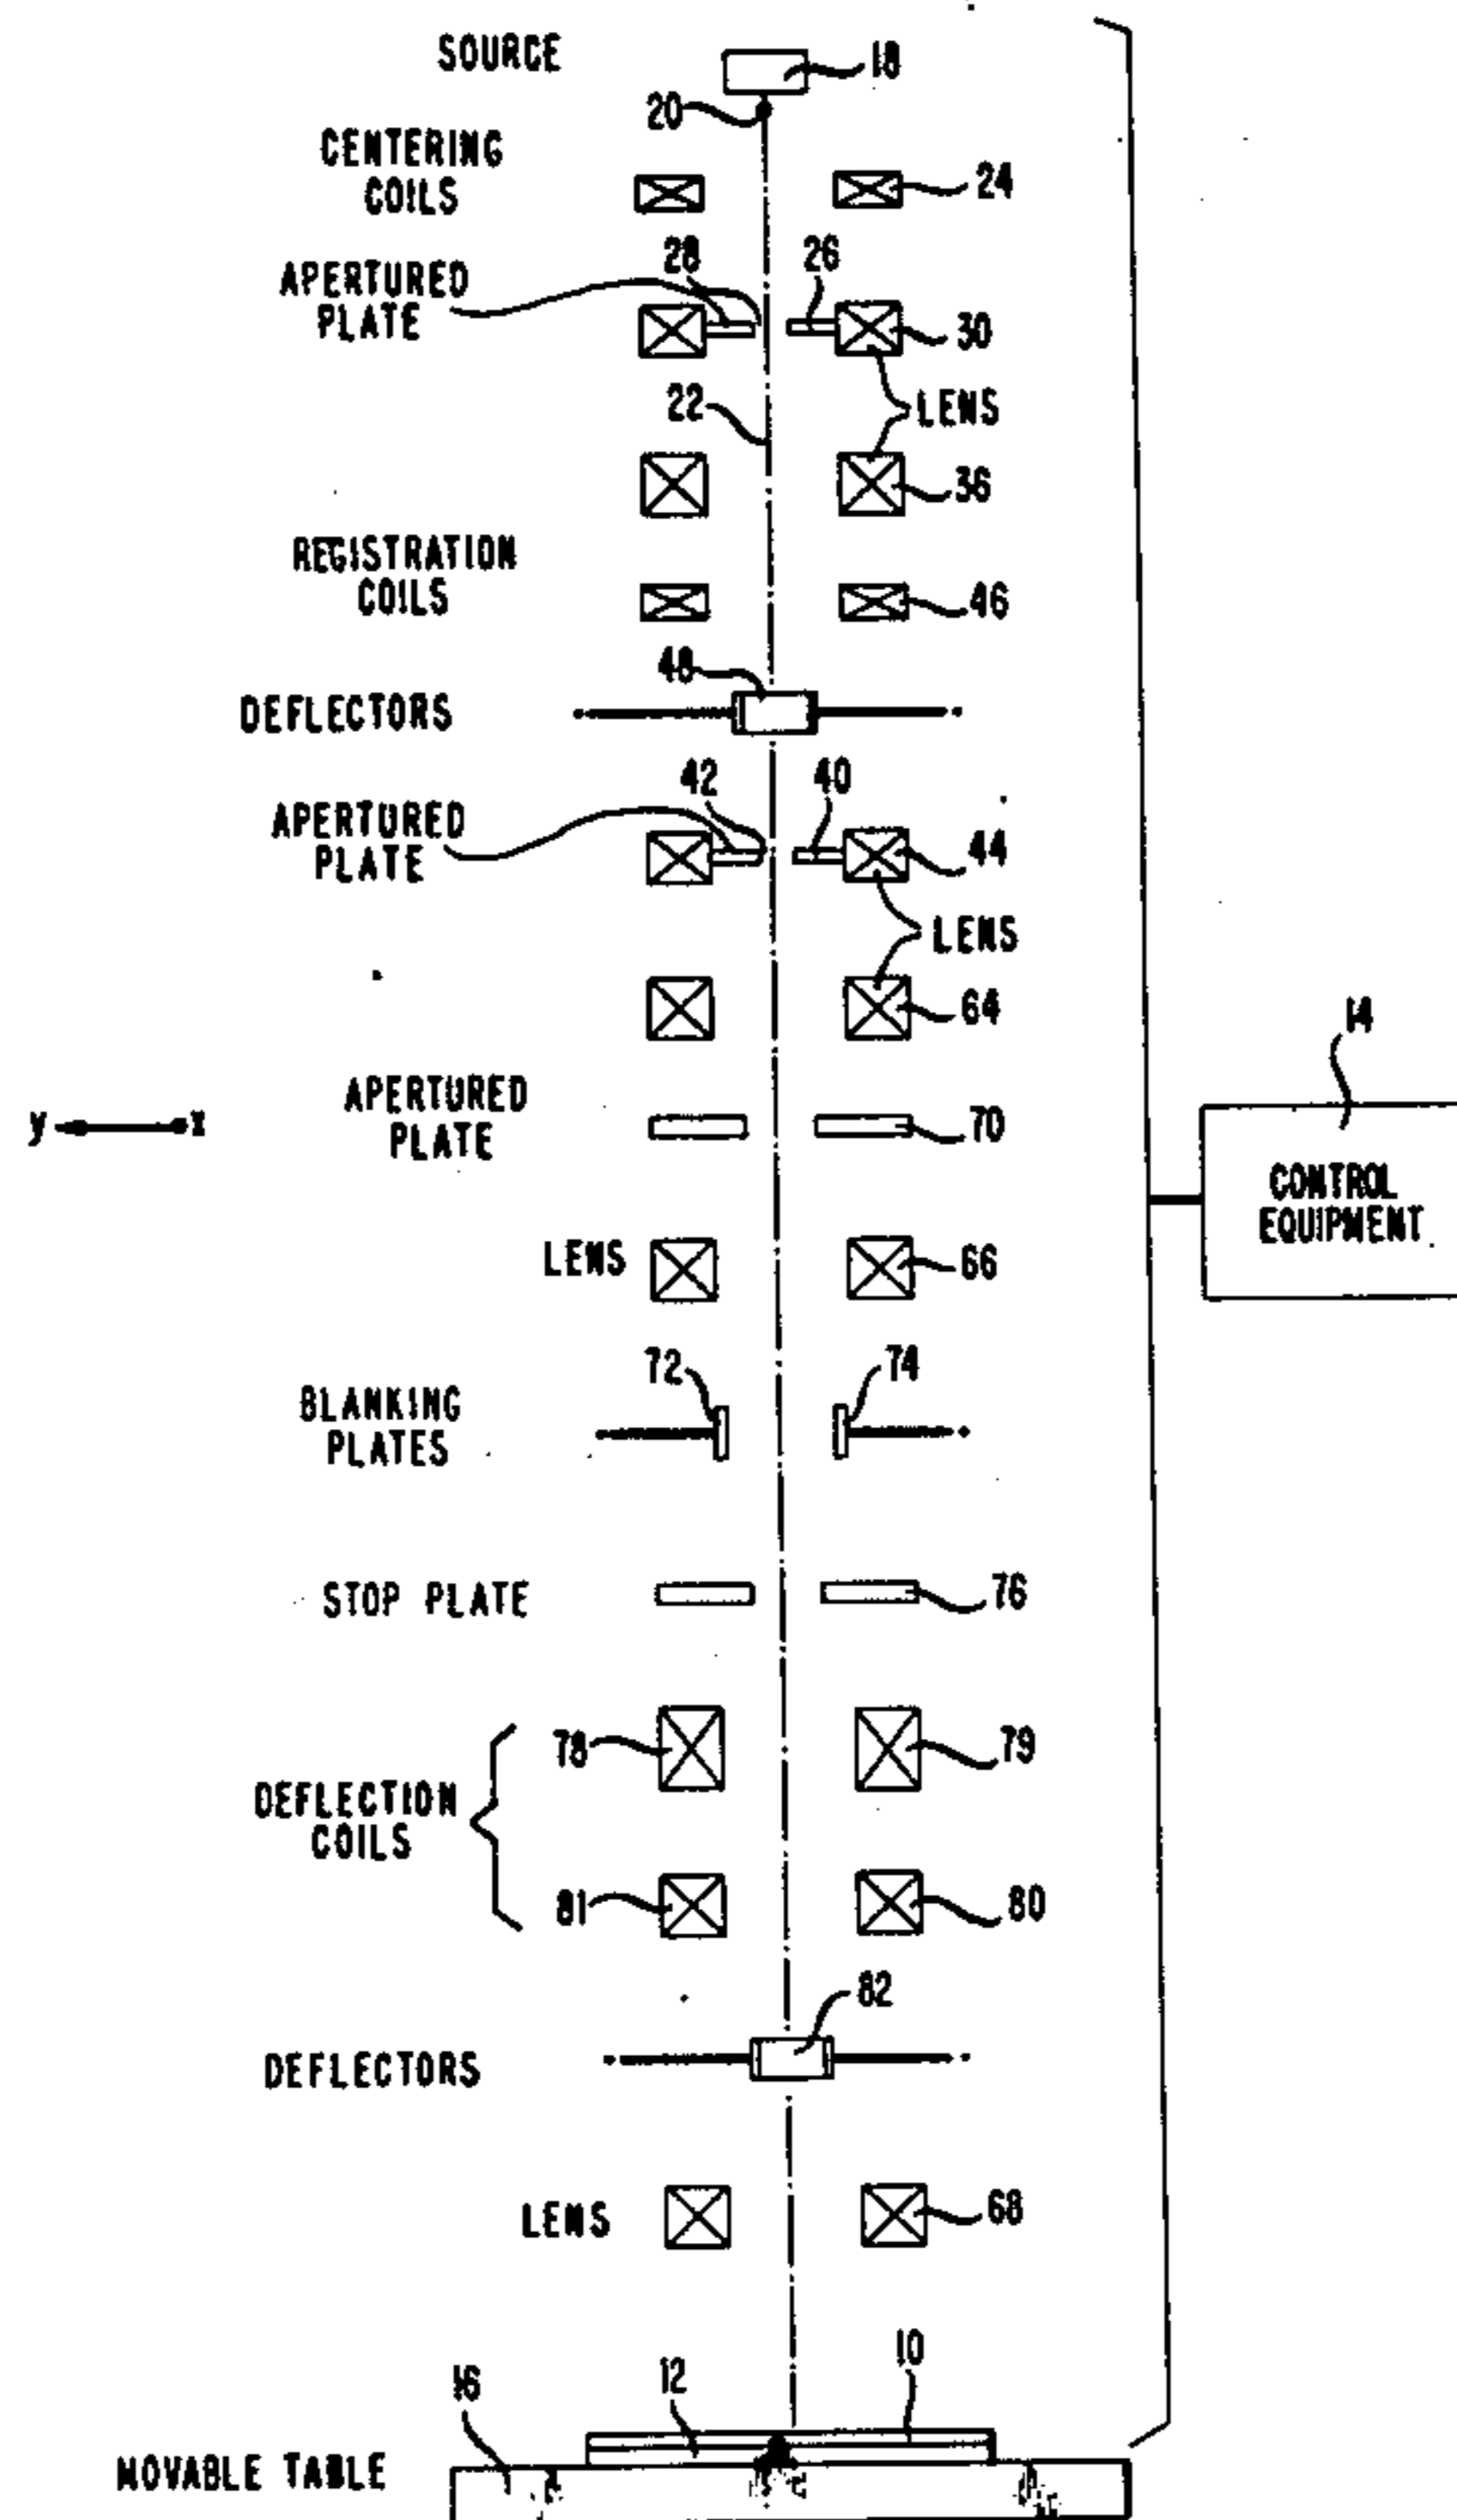 SOURCE
18
20
CENTERING
COILS
24
28
26
APERTURED
PLATE
30
22
LENS
36
REGISTRATION
COILS
46
48
DEFLECTORS
42
40
APERTURED
PLATE
44
LENS
64
14
y
x
APERTURED
PLATE
70
CONTROL
EQUIPMENT
LENS
66
72
74
BLANKING
PLATES
STOP PLATE
76
78
79
DEFLECTION
COILS
81
80
82
DEFLECTORS
LENS
68
16
12
10
MOVABLE TABLE